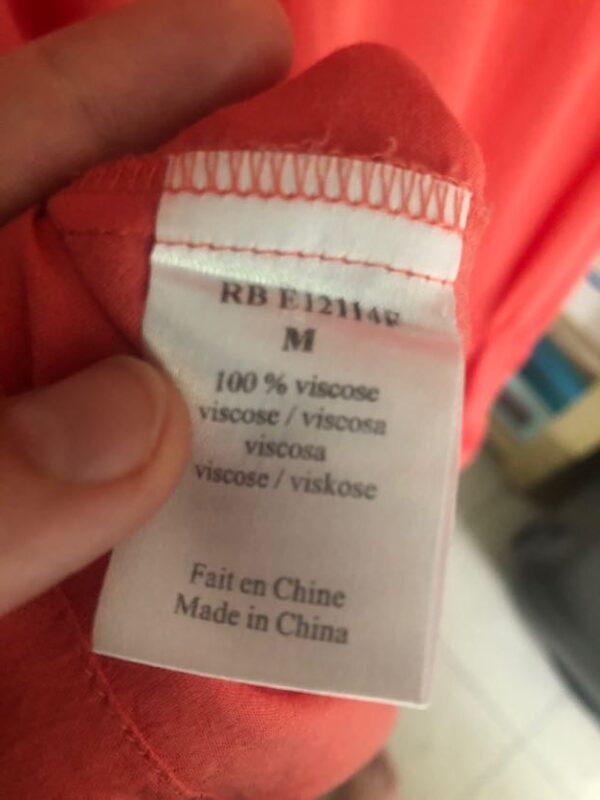 RB
M
100 % viscose
viscose / viscosa
viscosa
viscose / viskose
Fait en Chine
Made in China